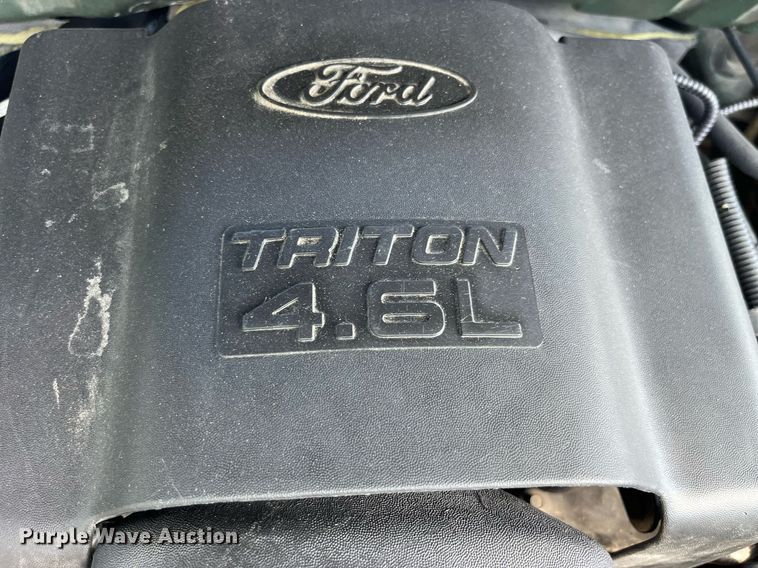 Ford
TRITON
4.6L
Purple Wave Auction